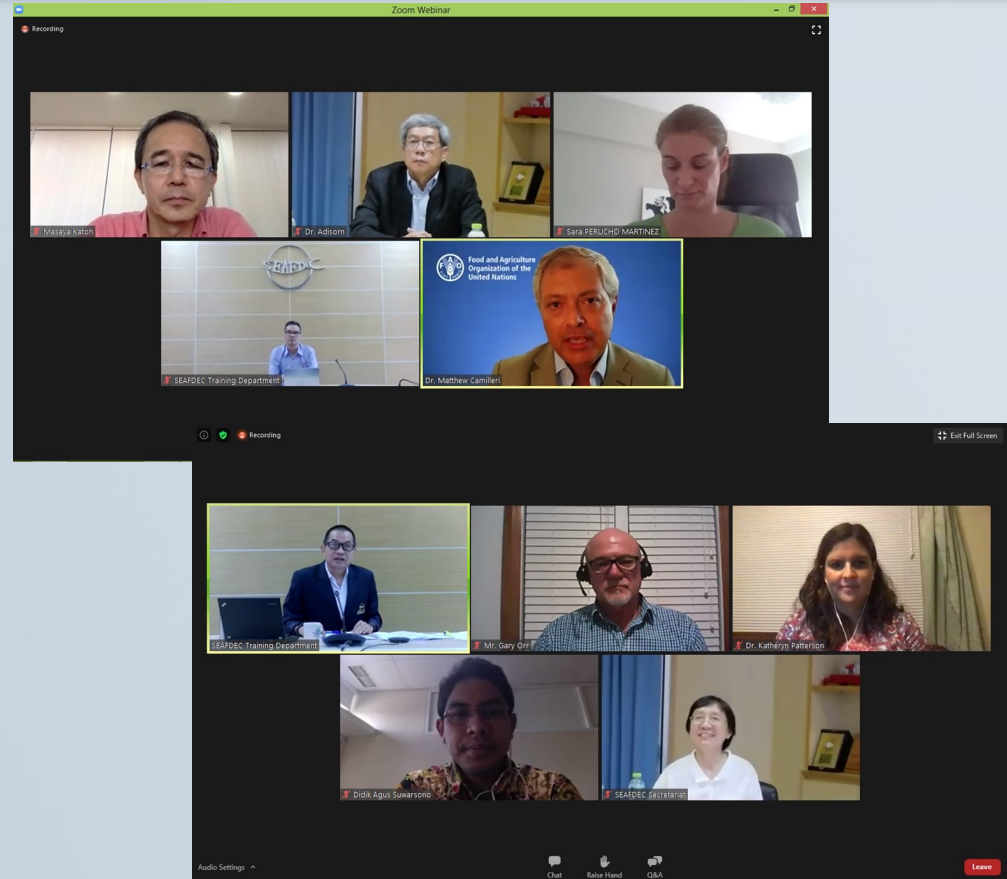 Zoom Webinar
Recording
Masaya Katoh
Dr. Adisorn
Sara PERUCHO MARTINEZ
SEAFDEC
SEAFDEC Training Department
FAO
Food and Agriculture
Organization of the
United Nations
Dr. Matthew Camilleri
Recording
Exit Full Screen
SEAFDEC Training Department
Mr. Gary Orr
Dr. Katheryn Patterson
Didik Agus Suwarsono
SEAFDEC Secretariat
Audio Settings
Chat
Raise Hand
Q&A
Leave